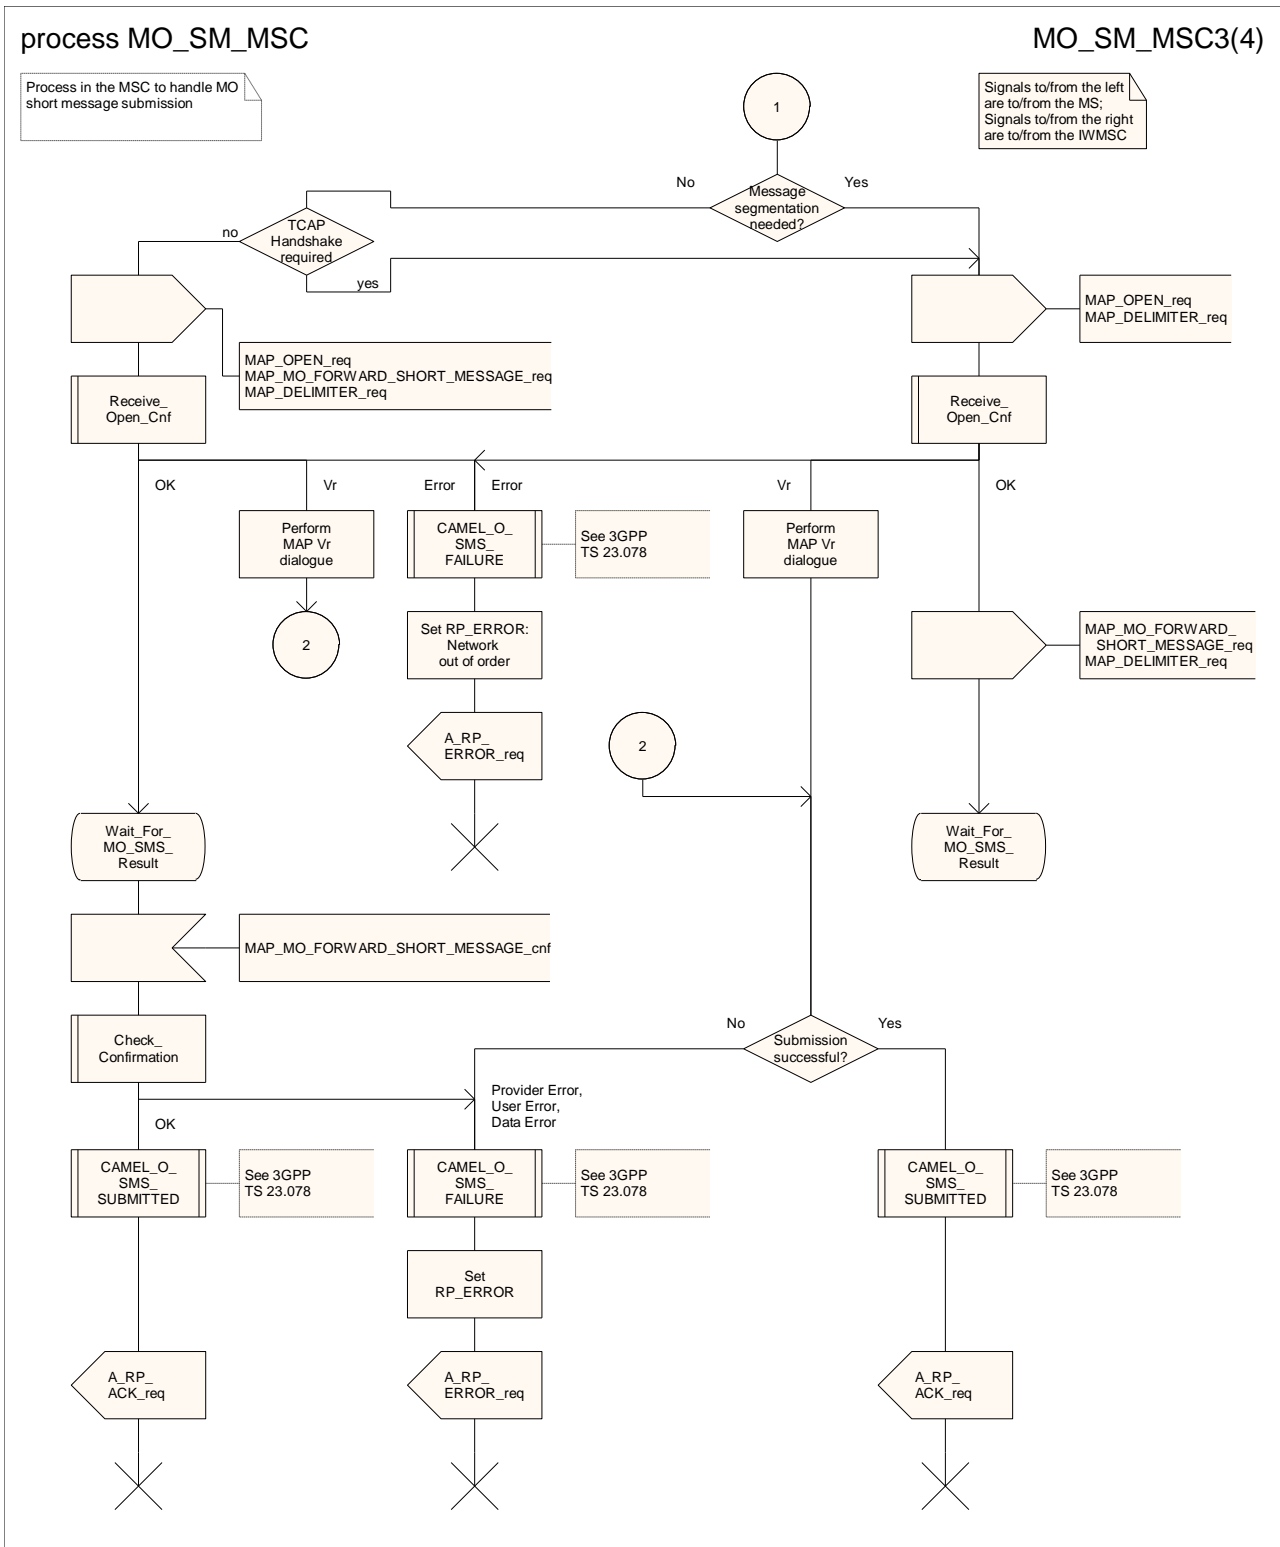 process MO_SM_MSC
MO_SM_MSC3(4)
Process in the MSC to handle MO
short message submission
Signals to/from the left
are to/from the MS;
Signals to/from the right
are to/from the IWMSC
1
No
Message
segmentation
needed?
Yes
no
TCAP
Handshake
required
yes
MAP_OPEN_req
MAP_DELIMITER_req
MAP_OPEN_req
MAP_MO_FORWARD_SHORT_MESSAGE_req
MAP_DELIMITER_req
Receive_
Open_Cnf
Receive_
Open_Cnf
OK
Vr
Error
Error
Vr
OK
Perform
MAP Vr
dialogue
CAMEL_O_
SMS_
FAILURE
See 3GPP
TS 23.078
Perform
MAP Vr
dialogue
2
Set RP_ERROR:
Network
out of order
MAP_MO_FORWARD_
SHORT_MESSAGE_req
MAP_DELIMITER_req
A_RP_
ERROR_req
2
Wait_For_
MO_SMS_
Result
Wait_For_
MO_SMS_
Result
MAP_MO_FORWARD_SHORT_MESSAGE_cnf
Check_
Confirmation
No
Submission
successful?
Yes
OK
Provider Error,
User Error,
Data Error
CAMEL_O_
SMS_
SUBMITTED
See 3GPP
TS 23.078
CAMEL_O_
SMS_
FAILURE
See 3GPP
TS 23.078
CAMEL_O_
SMS_
SUBMITTED
See 3GPP
TS 23.078
Set
RP_ERROR
A_RP_
ACK_req
A_RP_
ERROR_req
A_RP_
ACK_req